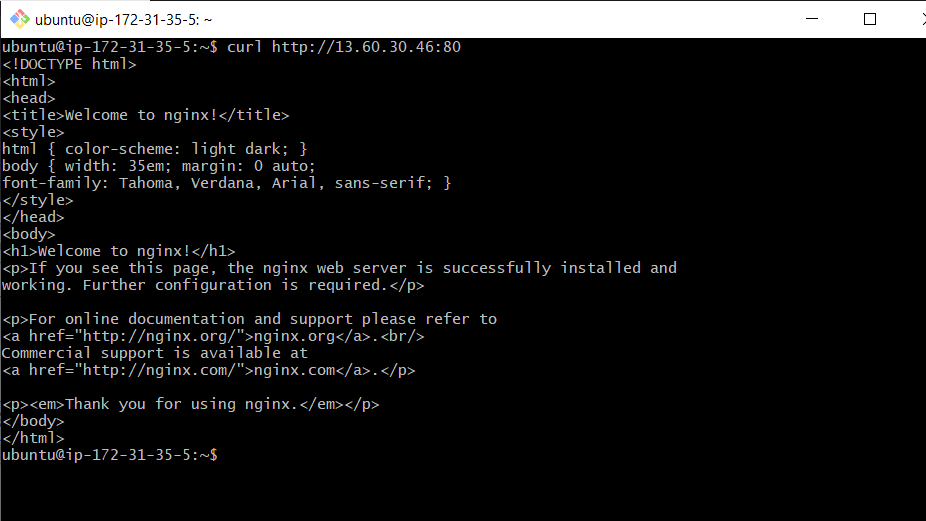 ubuntu@ip-172-31-35-5: ~
ubuntu@ip-172-31-35-5:~$ curl http://13.60.30.46:80
<!DOCTYPE html>
<html>
<head>
<title>Welcome to nginx!</title>
<style>
html { color-scheme: light dark; }
body { width: 35em; margin: 0 auto;
font-family: Tahoma, Verdana, Arial, sans-serif; }
</style>
</head>
<body>
<h1>Welcome to nginx!</h1>
<p>If you see this page, the nginx web server is successfully installed and
working. Further configuration is required.</p>

<p>For online documentation and support please refer to
<a href="http://nginx.org/">nginx.org</a>.<br/>
Commercial support is available at
<a href="http://nginx.com/">nginx.com</a>.</p>

<p><em>Thank you for using nginx.</em></p>
</body>
</html>
ubuntu@ip-172-31-35-5:~$